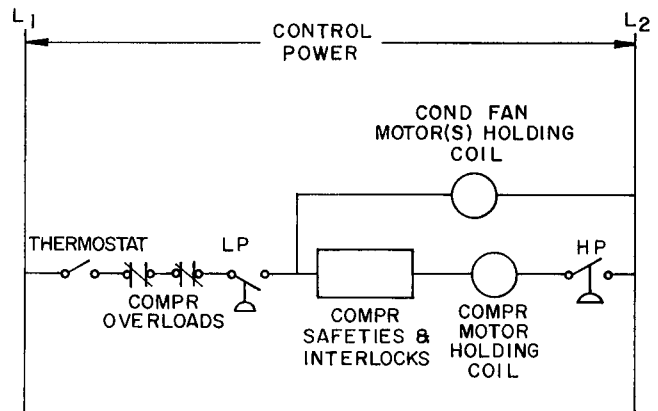 L1
L2
CONTROL
POWER
COND FAN
MOTOR(S) HOLDING
COIL
THERMOSTAT
LP
HP
COMPR
OVERLOADS
COMPR
SAFETIES &
INTERLOCKS
COMPR
MOTOR
HOLDING
COIL